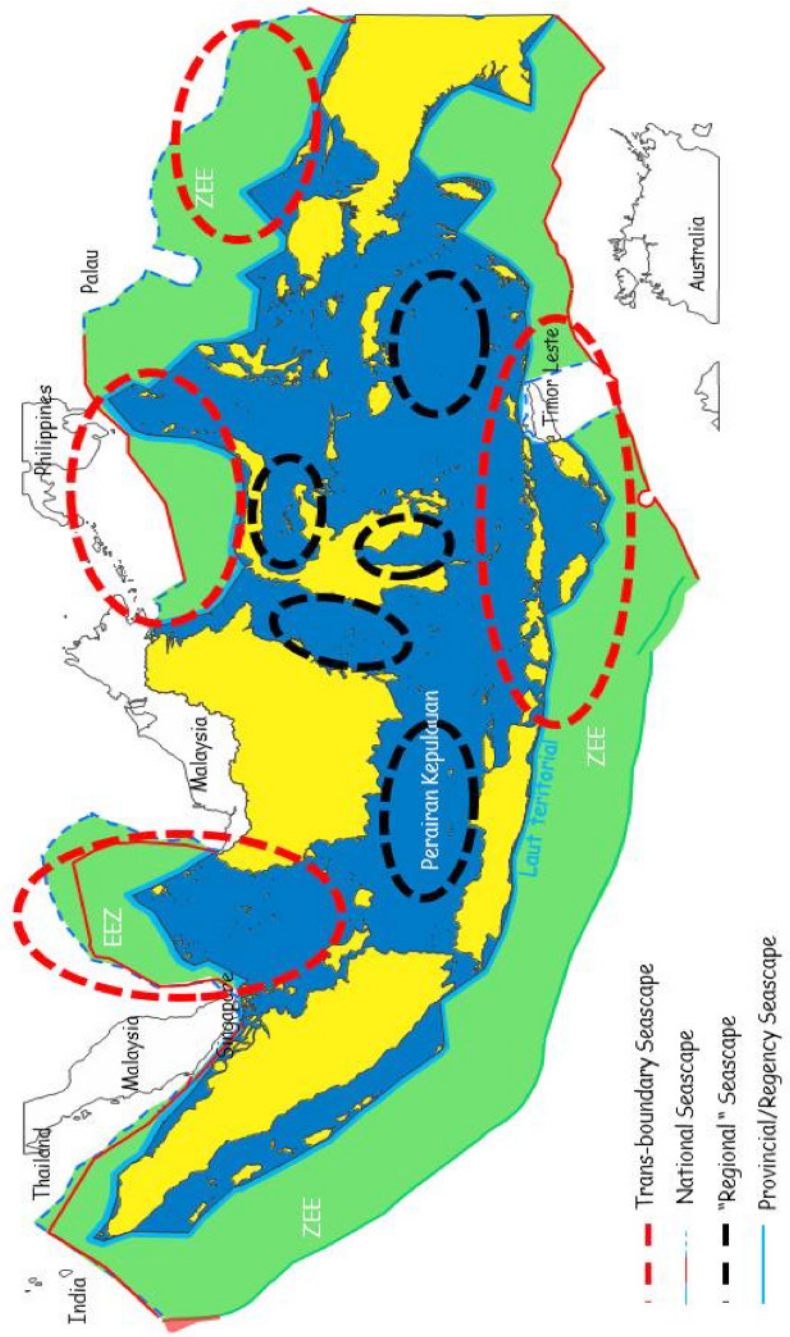 India
Thailand
Malaysia
Singapore
Malaysia
Philippines
Palau
ZEE
EEZ
Perairan Kepulauan
Laut teritorial
Timor Leste
Australia
ZEE
ZEE
Trans-boundary Seascape
National Seascape
"Regional" Seascape
Provincial/Regency Seascape